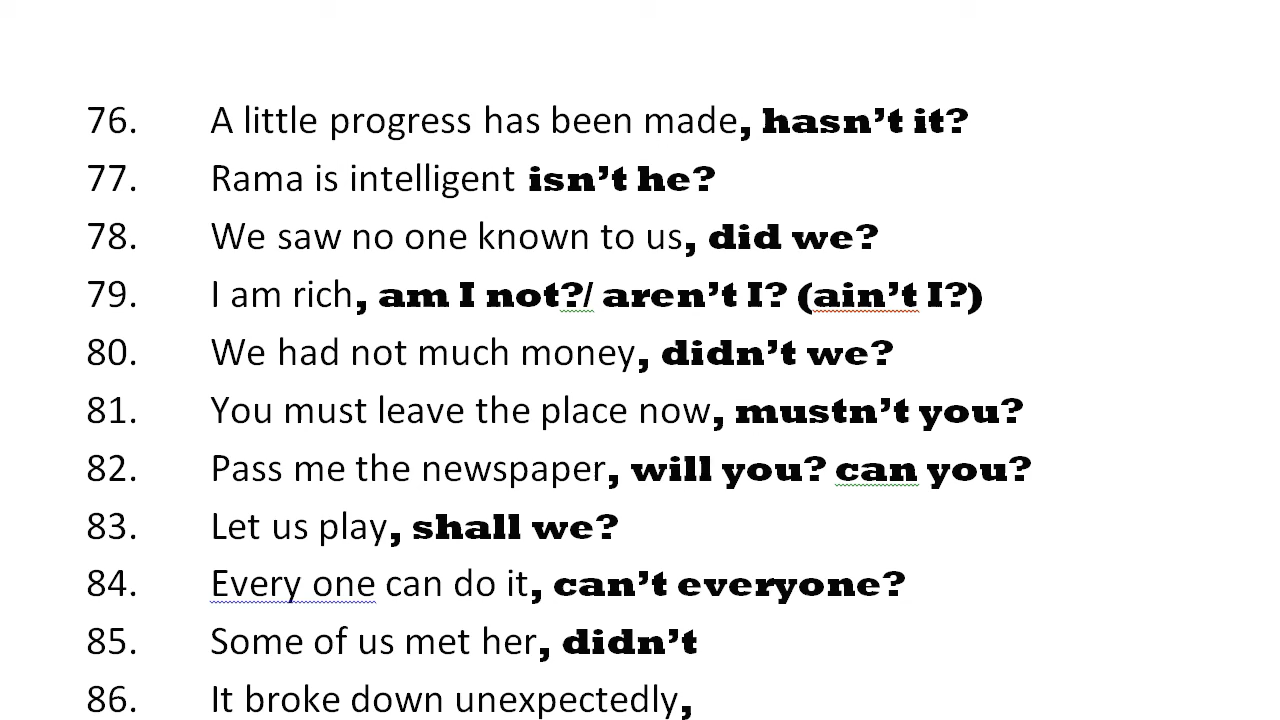 76. A little progress has been made, hasn't it?
77. Rama is intelligent isn't he?
78. We saw no one known to us, did we?
79. I am rich, am I not?/ aren't I? (ain't I?)
80. We had not much money, didn't we?
81. You must leave the place now, mustn't you?
82. Pass me the newspaper, will you? can you?
83. Let us play, shall we?
84. Every one can do it, can't everyone?
85. Some of us met her, didn't
86. It broke down unexpectedly,